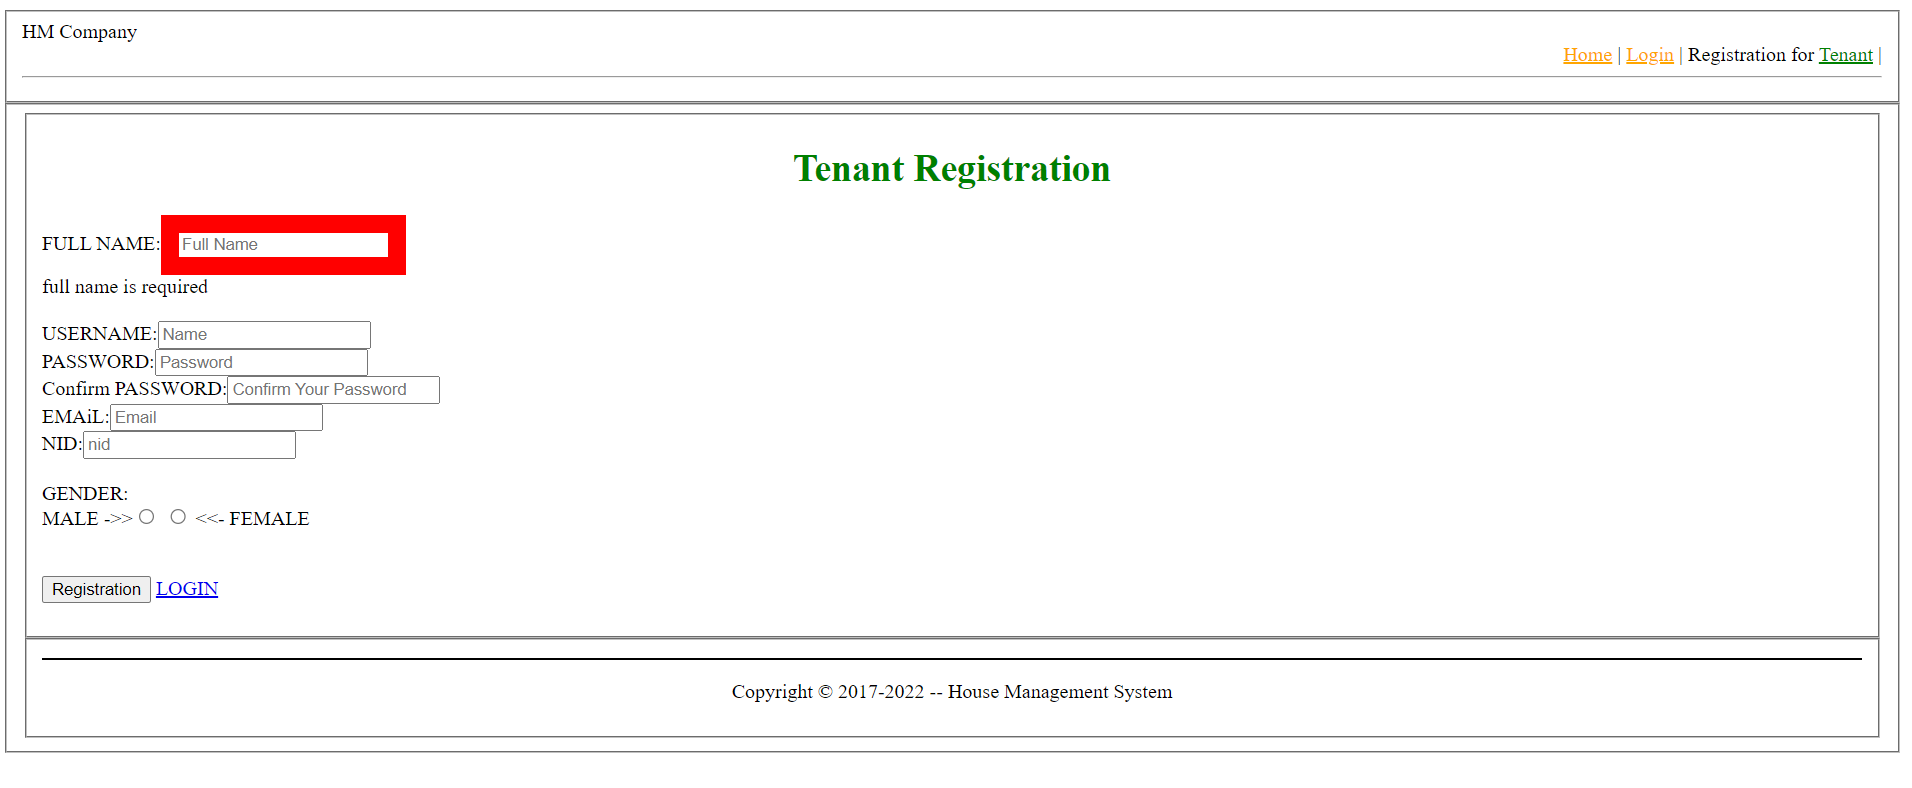 HM Company
Home | Login | Registration for Tenant |
Tenant Registration
FULL NAME: Full Name
full name is required
USERNAME: Name
PASSWORD: Password
Confirm PASSWORD: Confirm Your Password
EMAiL: Email
NID: nid
GENDER:
MALE ->> <<- FEMALE
Registration LOGIN
Copyright © 2017-2022 -- House Management System